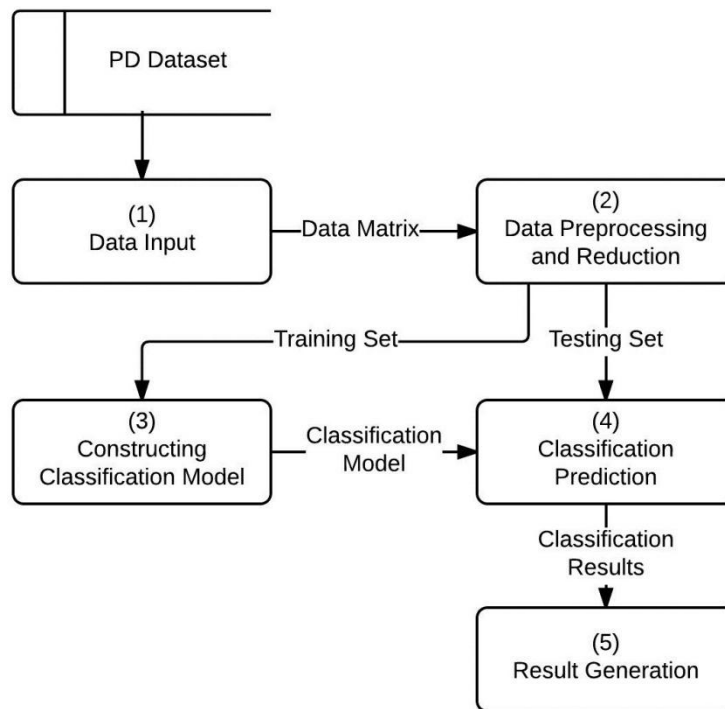 PD Dataset
(1)
Data Input
Data Matrix
(2)
Data Preprocessing
and Reduction
Training Set
Testing Set
(3)
Constructing
Classification Model
Classification
Model
(4)
Classification
Prediction
Classification
Results
(5)
Result Generation